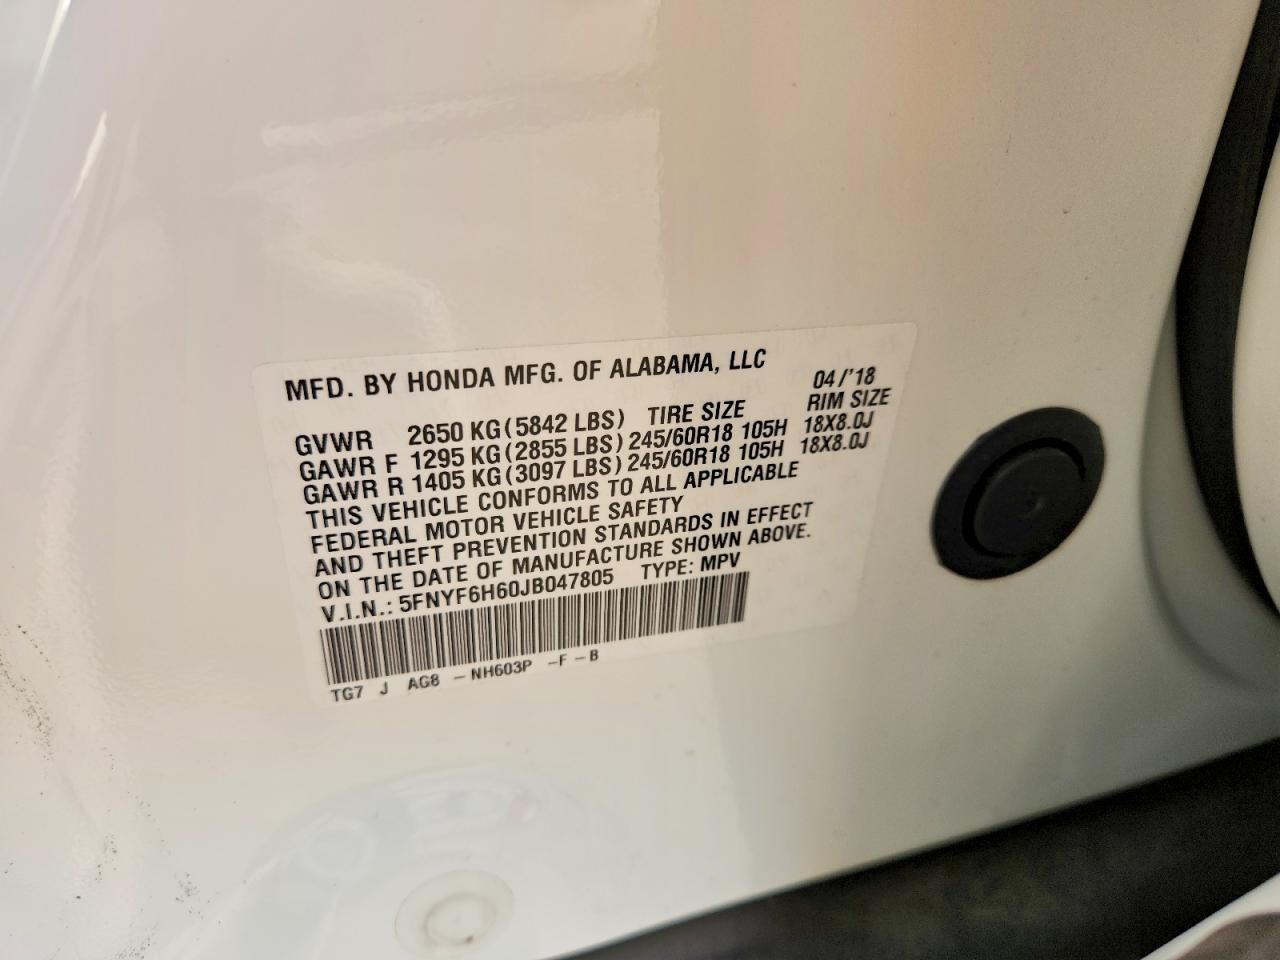 MFD. BY HONDA MFG. OF ALABAMA, LLC
04/'18
GVWR 2650 KG(5842 LBS) TIRE SIZE RIM SIZE
GAWR F 1295 KG(2855 LBS)245/60R18 105H 18X8.0J
GAWR R 1405 KG(3097 LBS)245/60R18 105H 18X8.0J
THIS VEHICLE CONFORMS TO ALL APPLICABLE
FEDERAL MOTOR VEHICLE SAFETY
AND THEFT PREVENTION STANDARDS IN EFFECT
ON THE DATE OF MANUFACTURE SHOWN ABOVE.
V.I.N.: 5FNYF6H60JB047805 TYPE: MPV
TG7 J AG8 -NH603P -F-B